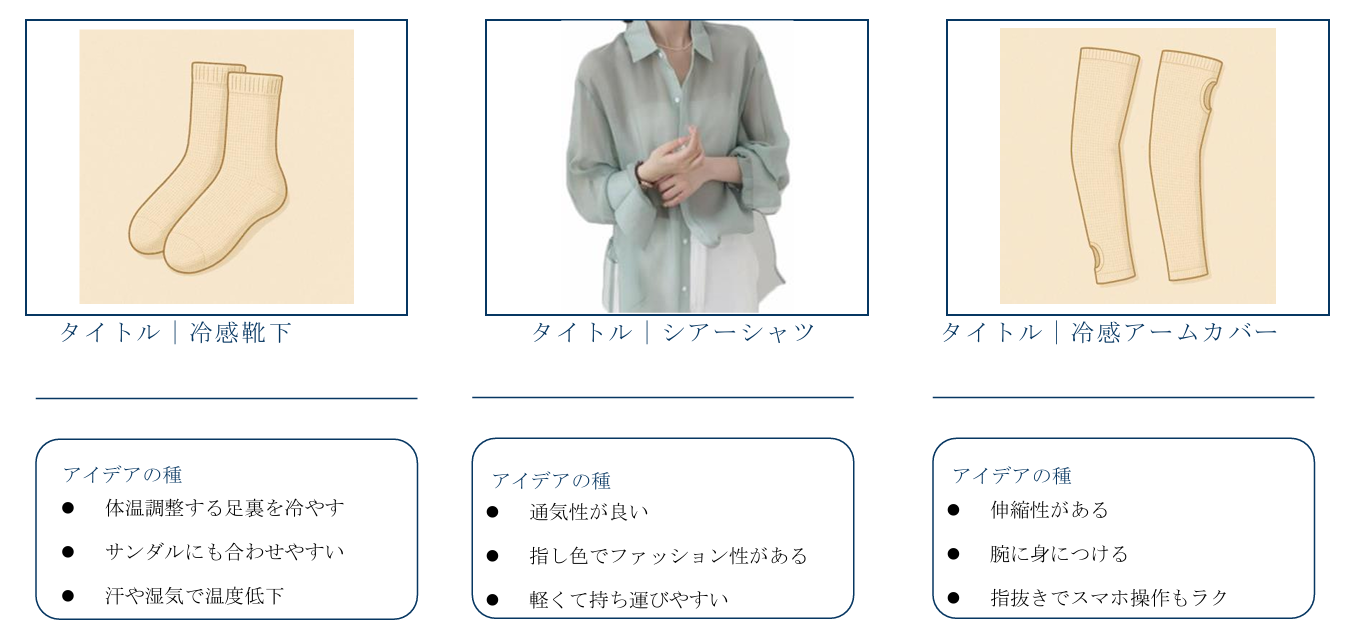 タイトル｜冷感靴下
タイトル｜シアーシャツ
タイトル｜冷感アームカバー
アイデアの種
● 体温調整する足裏を冷やす
● サンダルにも合わせやすい
● 汗や湿気で温度低下
アイデアの種
● 通気性が良い
● 指し色でファッション性がある
● 軽くて持ち運びやすい
アイデアの種
● 伸縮性がある
● 腕に身につける
● 指抜きでスマホ操作もラク